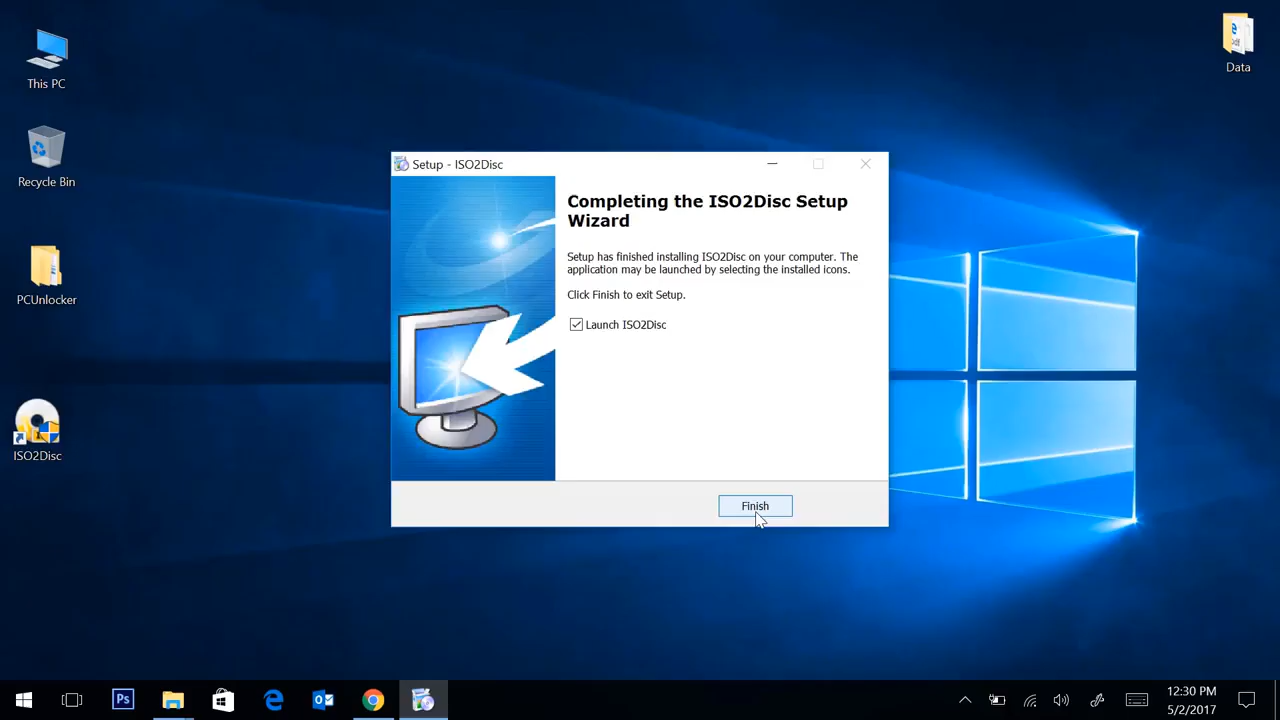 This PC
Recycle Bin
PCUnlocker
ISO2Disc
pdf
Data
Setup - ISO2Disc
Completing the ISO2Disc Setup
Wizard
Setup has finished installing ISO2Disc on your computer. The
application may be launched by selecting the installed icons.
Click Finish to exit Setup.
Launch ISO2Disc
Finish
Ps
12:30 PM
5/2/2017